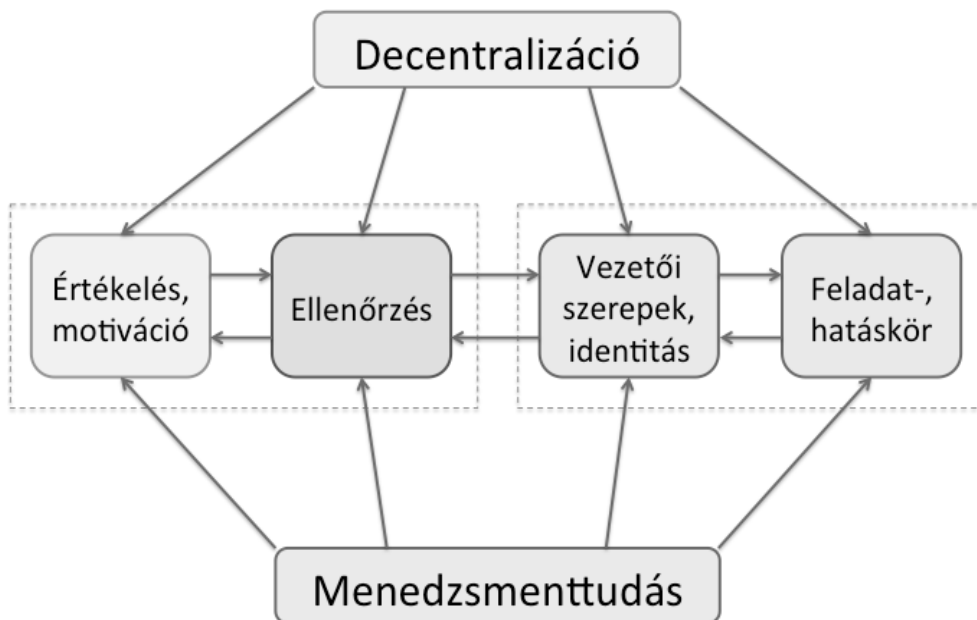 Decentralizáció
Értékelés,
motiváció
Ellenőrzés
Vezetői
szerepek,
identitás
Feladat-,
hatáskör
Menedzsmenttudás